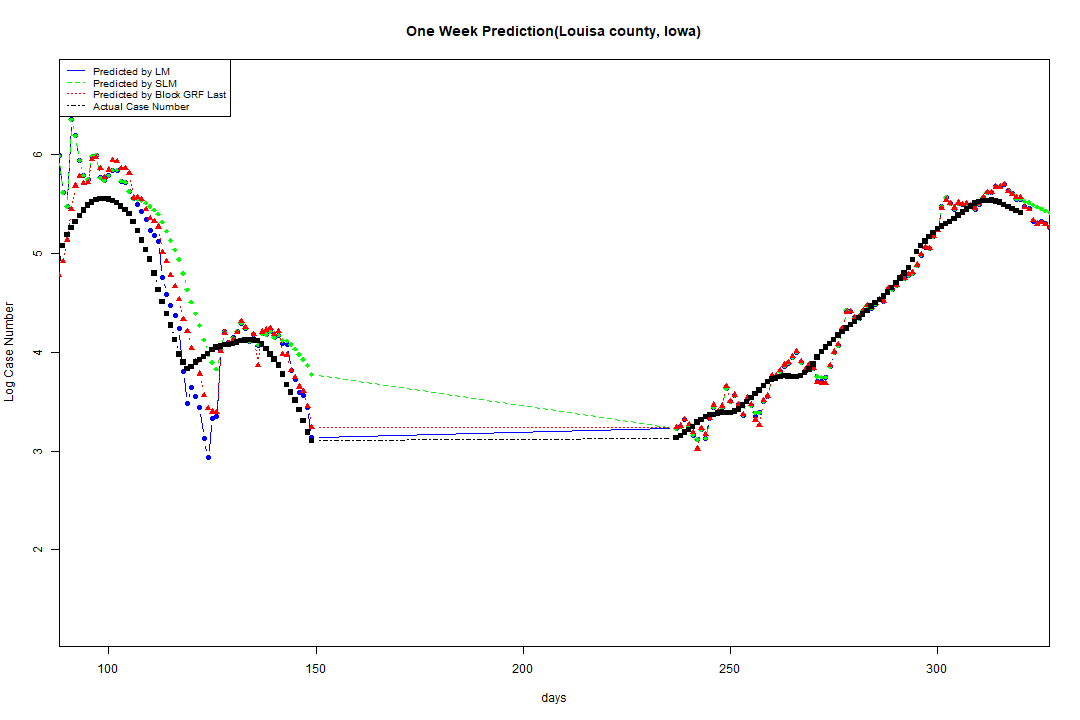 One Week Prediction(Louisa county, Iowa)
Predicted by LM
Predicted by SLM
Predicted by Block GRF Last
Actual Case Number
6
5
4
3
2
Log Case Number
100 150 200 250 300
days